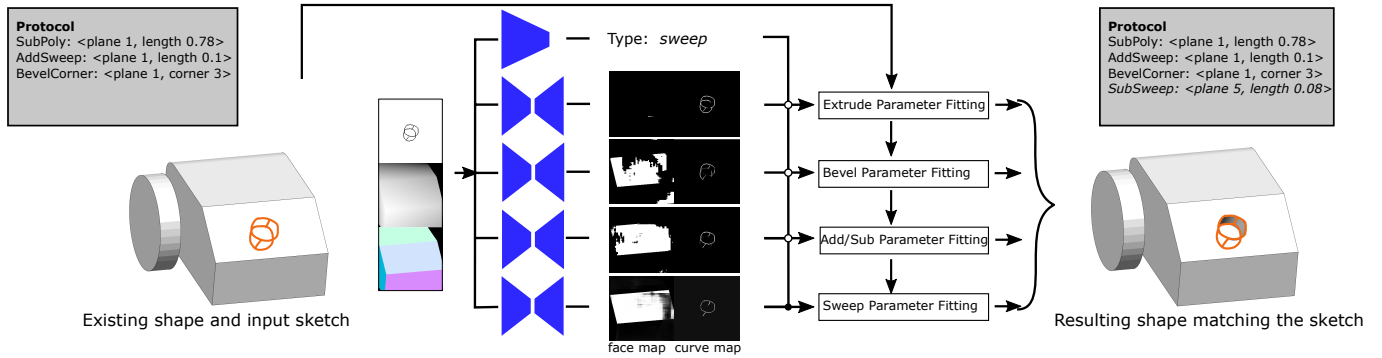 Protocol
SubPoly: <plane 1, length 0.78>
AddSweep: <plane 1, length 0.1>
BevelCorner: <plane 1, corner 3>
Existing shape and input sketch
Type: sweep
face map curve map
Extrude Parameter Fitting
Bevel Parameter Fitting
Add/Sub Parameter Fitting
Sweep Parameter Fitting
Protocol
SubPoly: <plane 1, length 0.78>
AddSweep: <plane 1, length 0.1>
BevelCorner: <plane 1, corner 3>
SubSweep: <plane 5, length 0.08>
Resulting shape matching the sketch